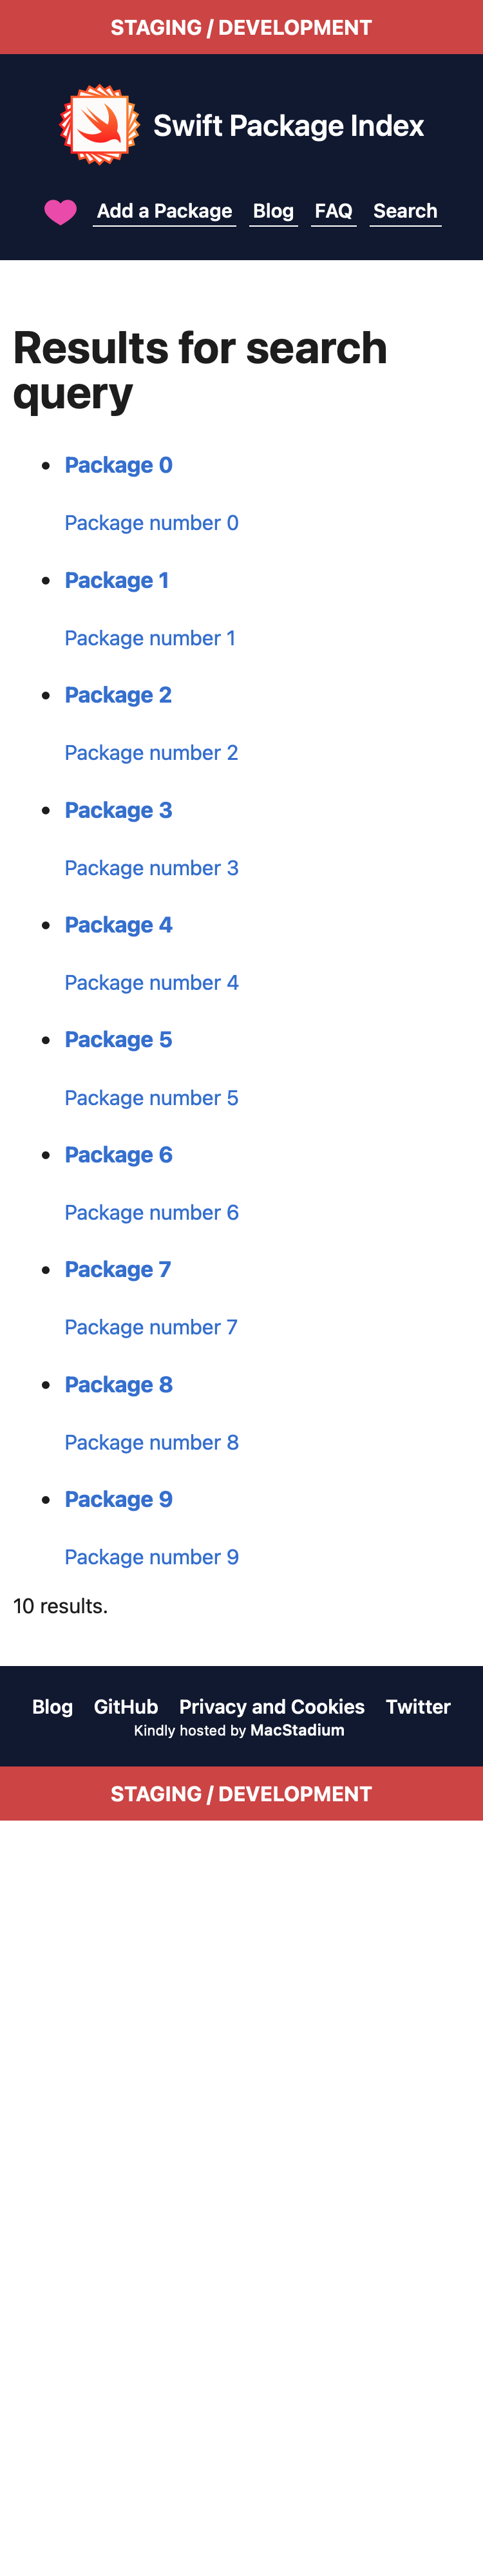 STAGING / DEVELOPMENT
Swift Package Index
Add a Package Blog FAQ Search
Results for search
query
Package 0
Package number 0
Package 1
Package number 1
Package 2
Package number 2
Package 3
Package number 3
Package 4
Package number 4
Package 5
Package number 5
Package 6
Package number 6
Package 7
Package number 7
Package 8
Package number 8
Package 9
Package number 9
10 results.
Blog GitHub Privacy and Cookies Twitter
Kindly hosted by MacStadium
STAGING / DEVELOPMENT